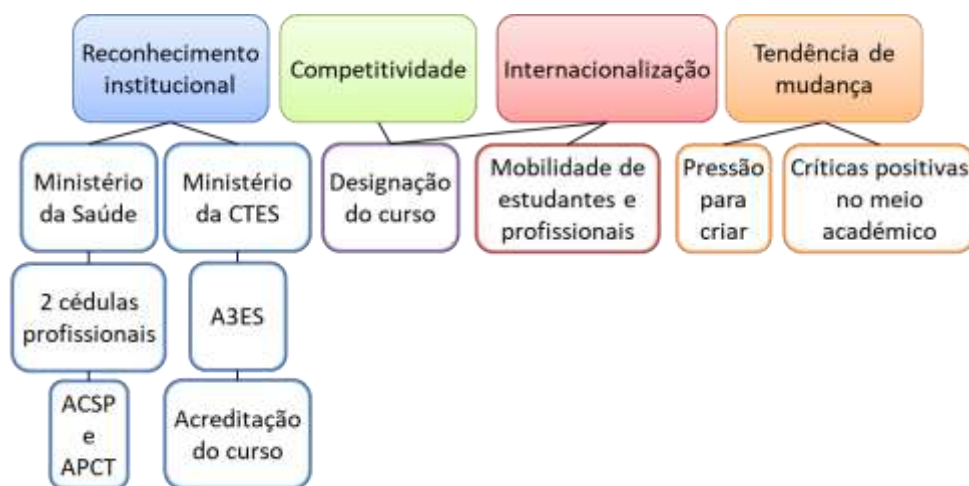 Reconhecimento
institucional
Competitividade
Internacionalização
Tendência de
mudança
Ministério
da Saúde
Ministério
da CTES
Designação
do curso
Mobilidade de
estudantes e
profissionais
Pressão
para
criar
Críticas positivas
no meio
académico
2 cédulas
profissionais
A3ES
ACSP
e
APCT
Acreditação
do curso